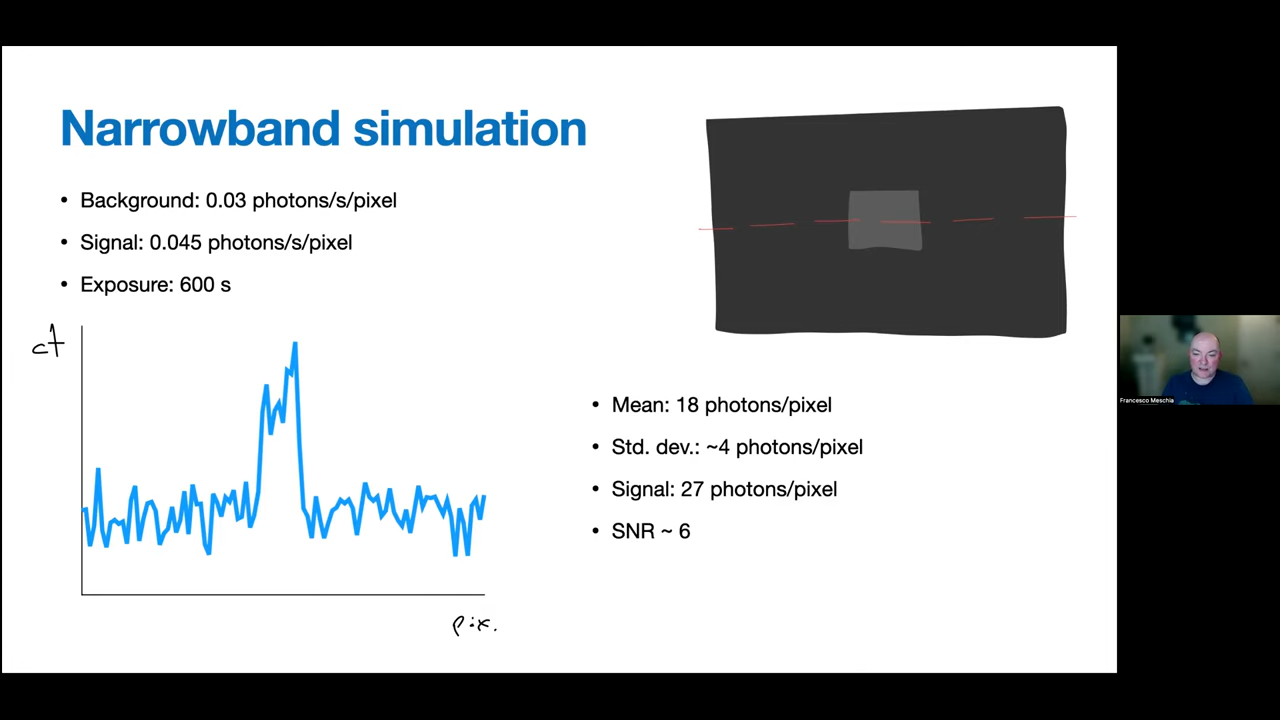 Narrowband simulation
• Background: 0.03 photons/s/pixel
• Signal: 0.045 photons/s/pixel
• Exposure: 600 s
ct
pix.
• Mean: 18 photons/pixel
• Std. dev.: ~4 photons/pixel
• Signal: 27 photons/pixel
• SNR ~ 6
Francesco Meschia